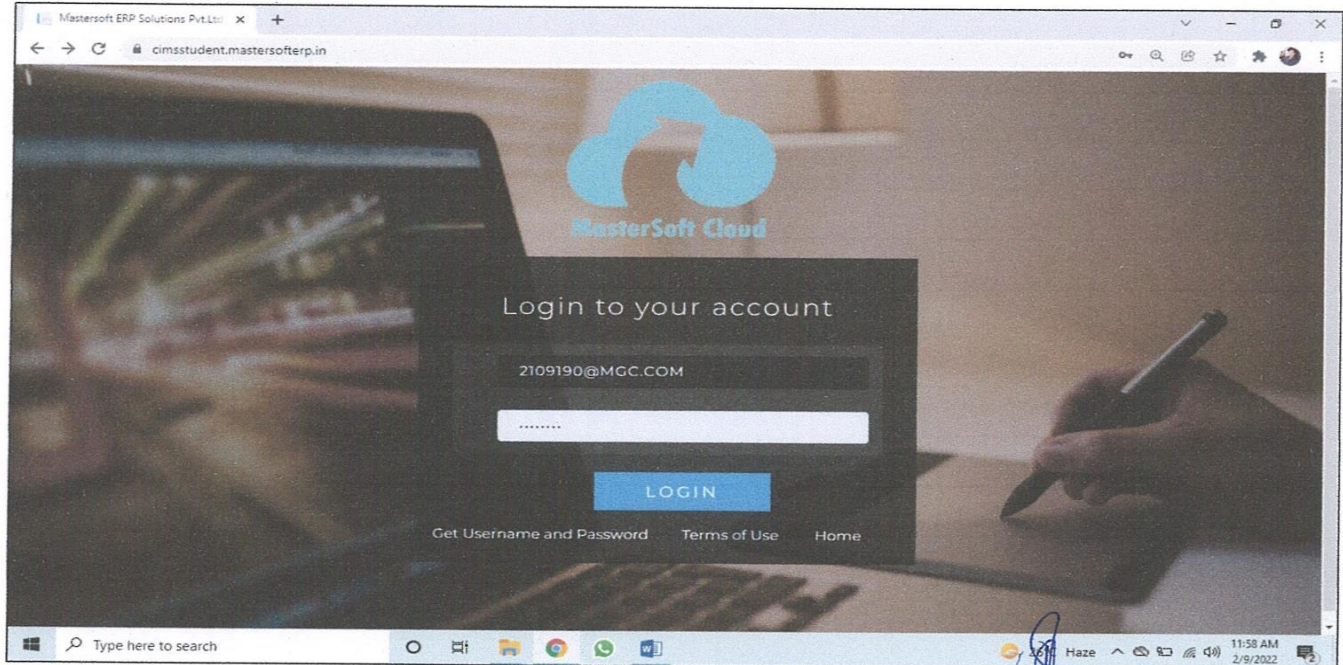 Mastersoft ERP Solutions Pvt.Ltd
cimsstudent.mastersofterp.in
MasterSoft Cloud
Login to your account
2109190@MGC.COM
........
LOGIN
Get Username and Password Terms of Use Home
Type here to search
26°C Haze
11:58 AM
2/9/2022